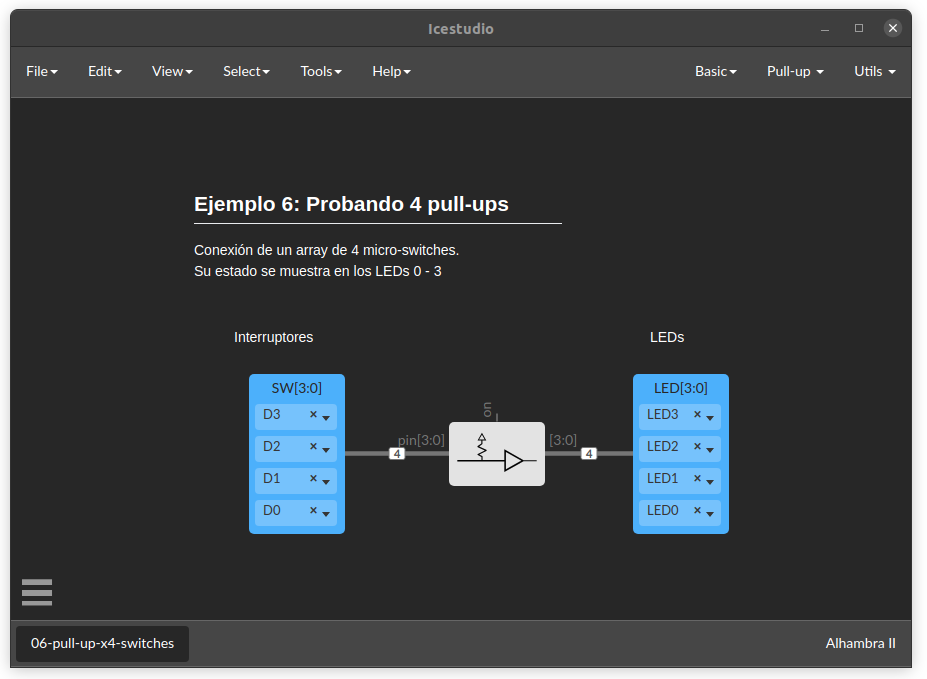 Icestudio
File Edit View Select Tools Help Basic Pull-up Utils
Ejemplo 6: Probando 4 pull-ups
Conexión de un array de 4 micro-switches.
Su estado se muestra en los LEDs 0 - 3
Interruptores
LEDs
SW[3:0]
D3 ×
D2 ×
D1 ×
D0 ×
pin[3:0]
4
on
[3:0]
4
LED[3:0]
LED3 ×
LED2 ×
LED1 ×
LED0 ×
06-pull-up-x4-switches
Alhambra II